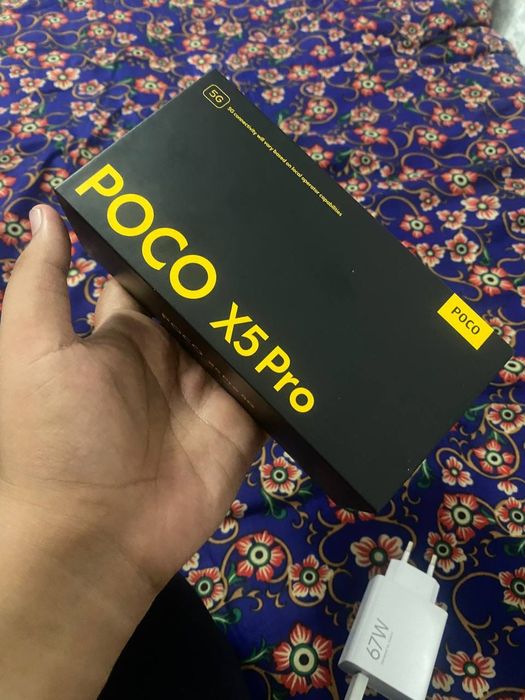 5G
5G connectivity will vary based on local operator capabilities
POCO X5 Pro
POCO
67W